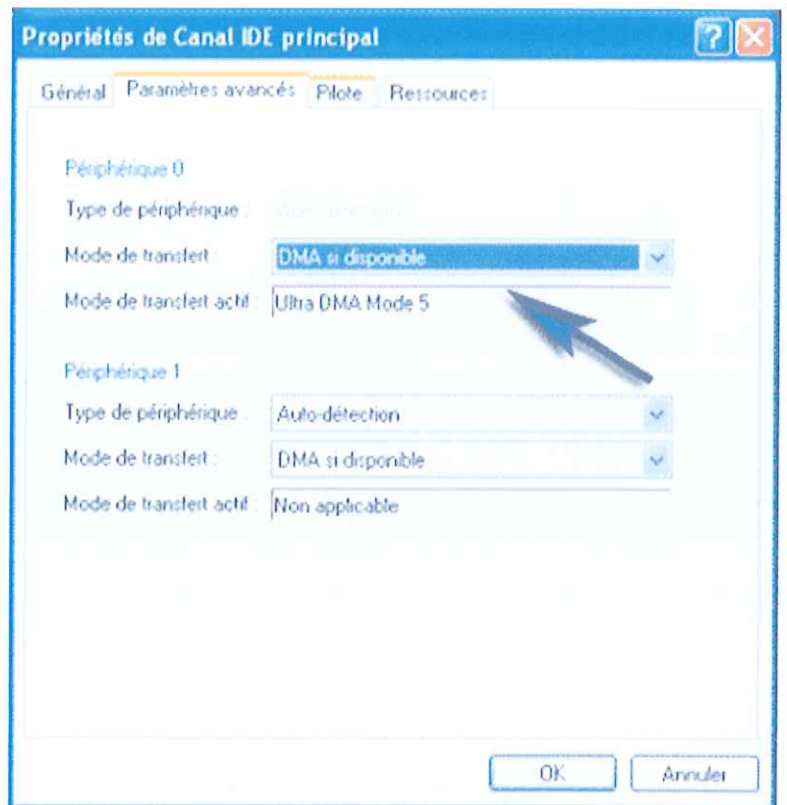 Propriétés de Canal IDE principal
Général Paramètres avancés Pilote Ressources
Périphérique 0
Type de périphérique : Auto-détection
Mode de transfert : DMA si disponible
Mode de transfert actif : Ultra DMA Mode 5
Périphérique 1
Type de périphérique : Auto-détection
Mode de transfert : DMA si disponible
Mode de transfert actif : Non applicable
OK Annuler